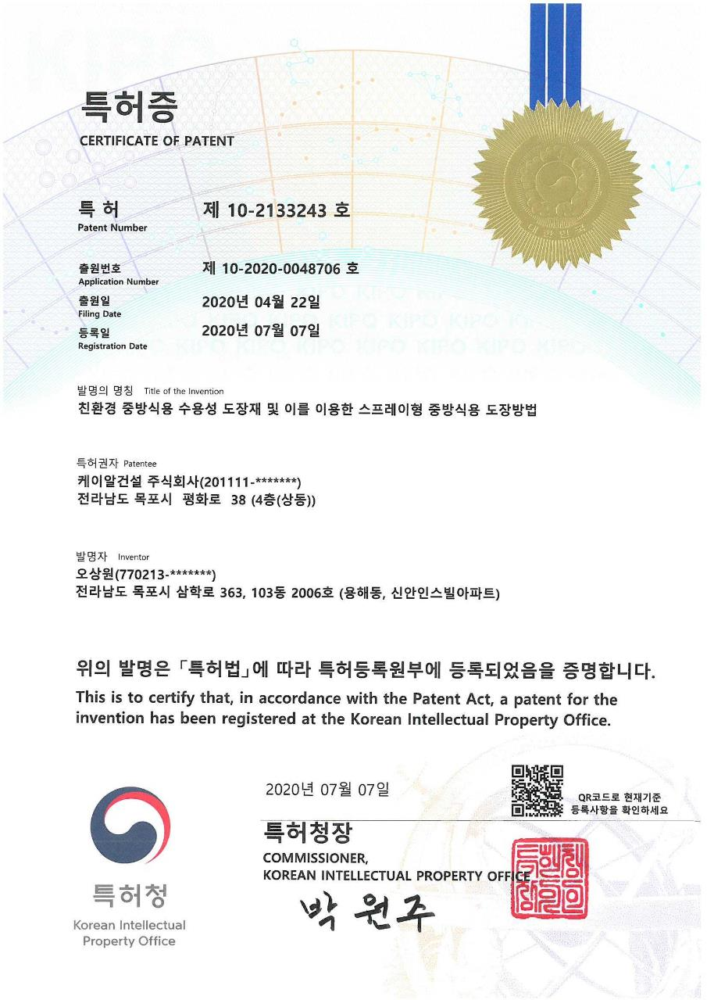 특허증
CERTIFICATE OF PATENT
대한민국
특 허 제 10-2133243 호
Patent Number
출원번호 제 10-2020-0048706 호
Application Number
출원일 2020년 04월 22일
Filing Date
등록일 2020년 07월 07일
Registration Date
발명의 명칭 Title of the Invention
친환경 중방식용 수용성 도장재 및 이를 이용한 스프레이형 중방식용 도장방법
특허권자 Patentee
케이알건설 주식회사(201111-*******)
전라남도 목포시 평화로 38 (4층(상동))
발명자 Inventor
오상원(770213-*******)
전라남도 목포시 삼학로 363, 103동 2006호 (용해동, 신안인스빌아파트)
위의 발명은 「특허법」에 따라 특허등록원부에 등록되었음을 증명합니다.
This is to certify that, in accordance with the Patent Act, a patent for the
invention has been registered at the Korean Intellectual Property Office.
2020년 07월 07일
QR코드로 현재기준
등록사항을 확인하세요
특허청장
COMMISSIONER,
KOREAN INTELLECTUAL PROPERTY OFFICE
박원주
특허청
Korean Intellectual
Property Office